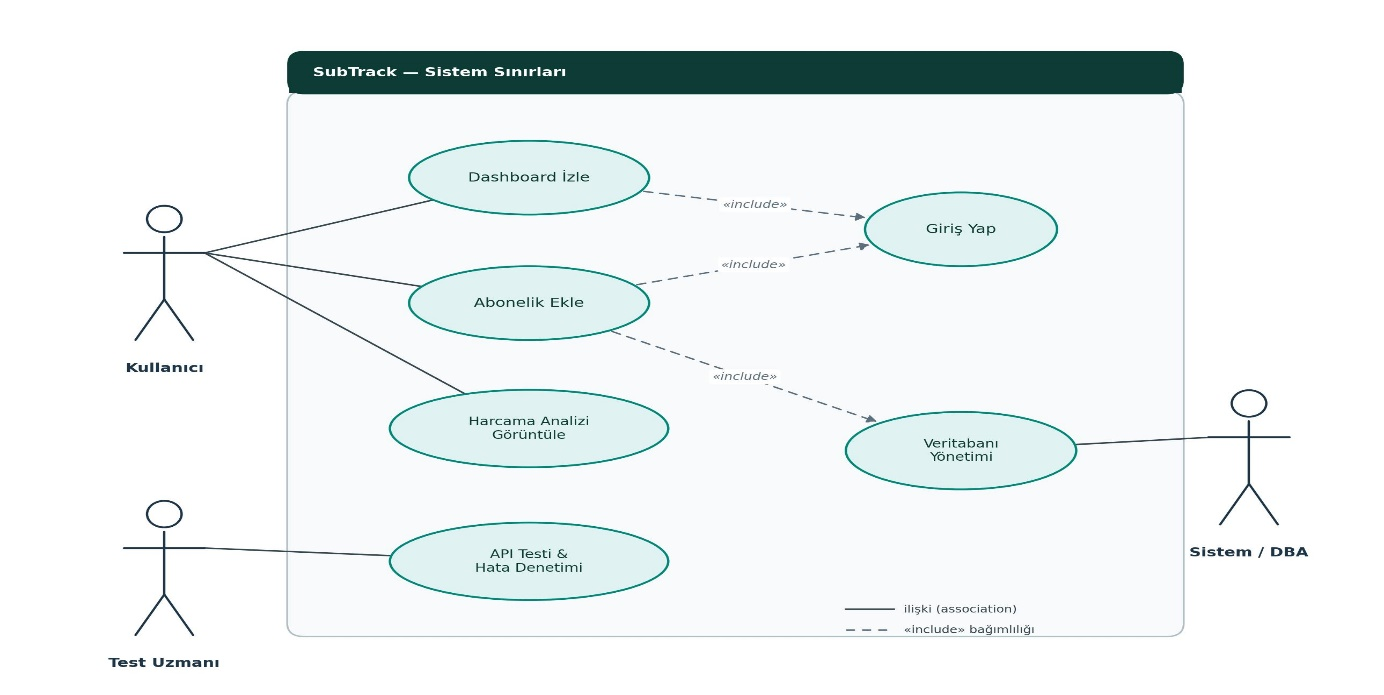 SubTrack — Sistem Sınırları
Dashboard İzle
«include»
Giriş Yap
«include»
Abonelik Ekle
Kullanıcı
«include»
Harcama Analizi
Görüntüle
Veritabanı
Yönetimi
Sistem / DBA
API Testi &
Hata Denetimi
ilişki (association)
«include» bağımlılığı
Test Uzmanı